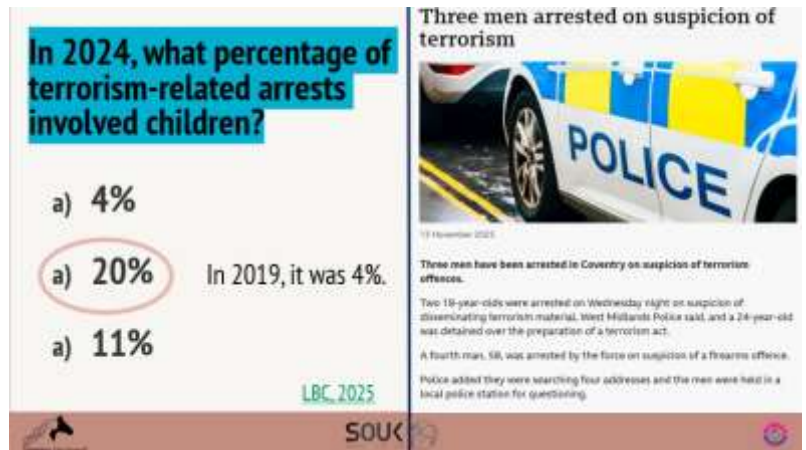 In 2024, what percentage of
terrorism-related arrests
involved children?
a) 4%
a) 20%
In 2019, it was 4%.
a) 11%
LBC, 2025
Three men arrested on suspicion of
terrorism
POLICE
13 November 2025
Three men have been arrested in Coventry on suspicion of terrorism
offences.
Two 18-year-olds were arrested on Wednesday night on suspicion of
disseminating terrorism material, West Midlands Police said, and a 24-year-old
was detained over the preparation of a terrorism act.
A fourth man, 58, was arrested by the force on suspicion of a firearms offence.
Police added they were searching four addresses and the men were held in a
local police station for questioning.
SOUK